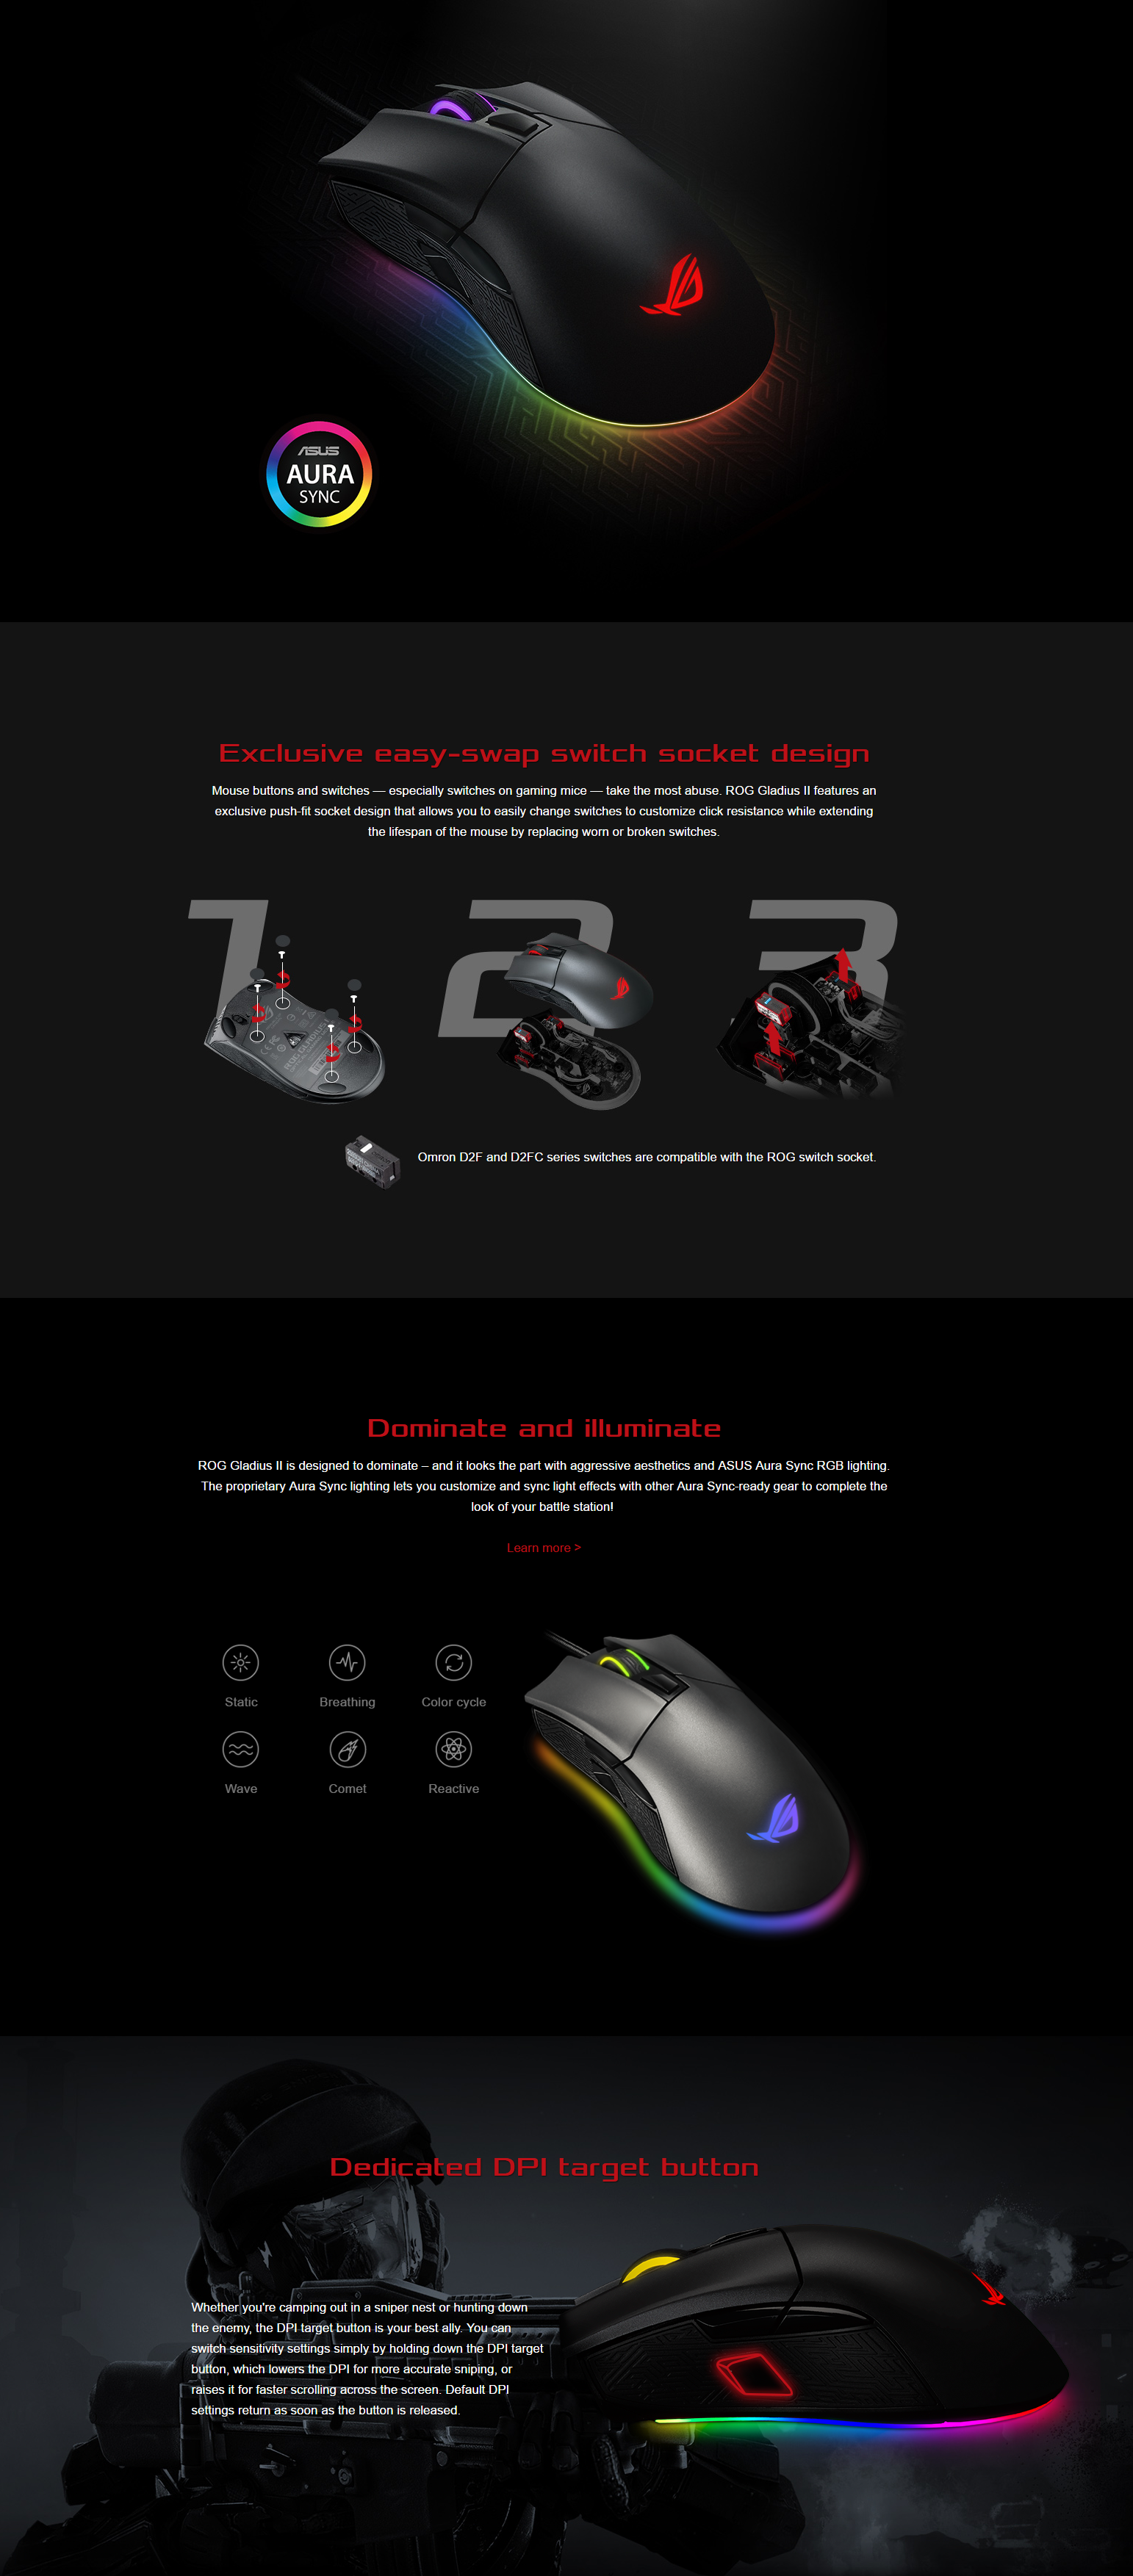 ASUS
AURA
SYNC
Exclusive easy-swap switch socket design
Mouse buttons and switches — especially switches on gaming mice — take the most abuse. ROG Gladius II features an
exclusive push-fit socket design that allows you to easily change switches to customize click resistance while extending
the lifespan of the mouse by replacing worn or broken switches.
1 2 3
Omron D2F and D2FC series switches are compatible with the ROG switch socket.
Dominate and illuminate
ROG Gladius II is designed to dominate – and it looks the part with aggressive aesthetics and ASUS Aura Sync RGB lighting.
The proprietary Aura Sync lighting lets you customize and sync light effects with other Aura Sync-ready gear to complete the
look of your battle station!
Learn more >
Static Breathing Color cycle
Wave Comet Reactive
Dedicated DPI target button
Whether you're camping out in a sniper nest or hunting down
the enemy, the DPI target button is your best ally. You can
switch sensitivity settings simply by holding down the DPI target
button, which lowers the DPI for more accurate sniping, or
raises it for faster scrolling across the screen. Default DPI
settings return as soon as the button is released.